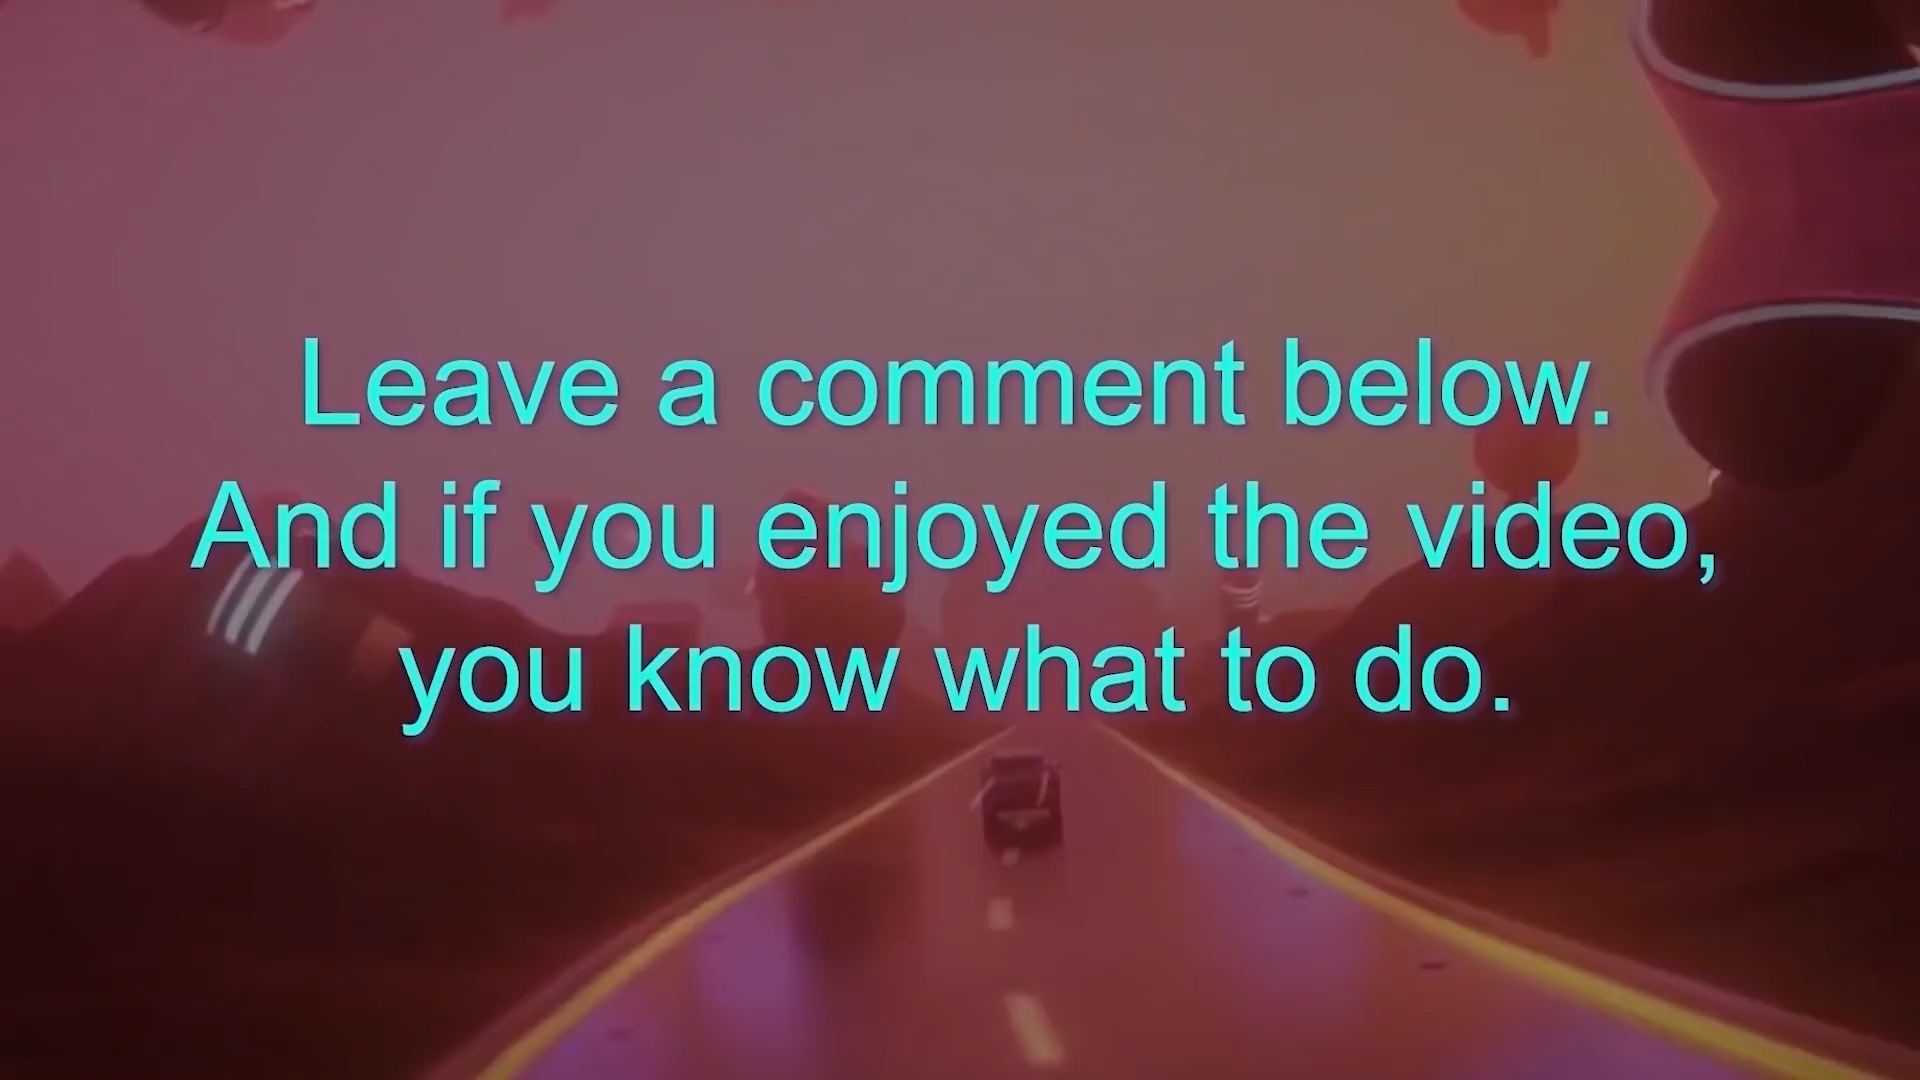 Leave a comment below.
And if you enjoyed the video,
you know what to do.